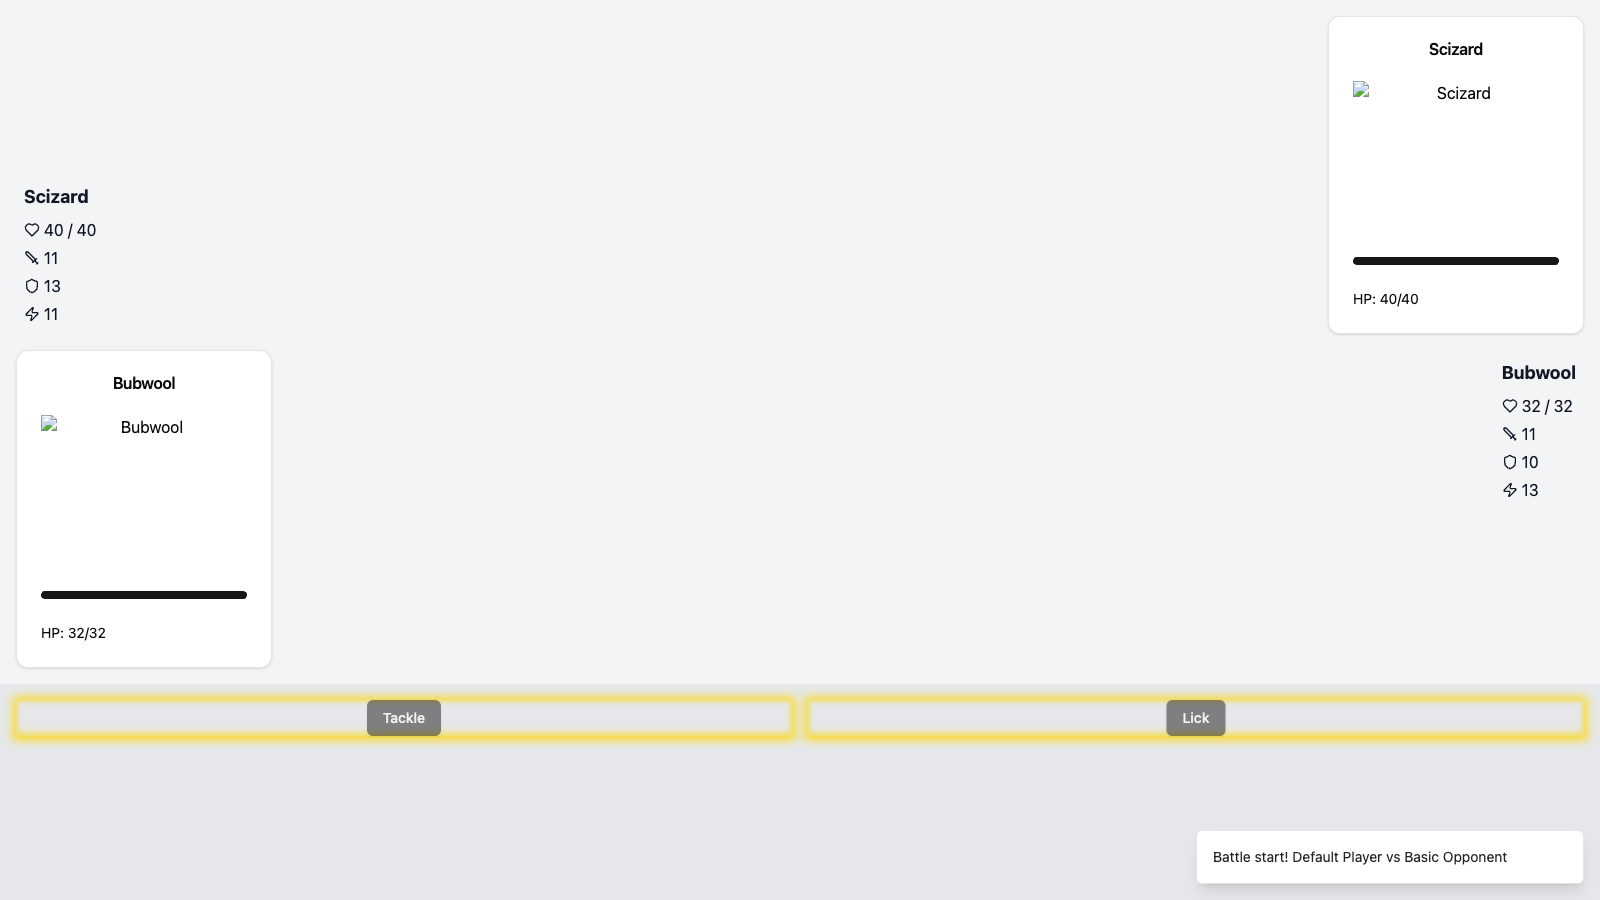 Scizard
Scizard
HP: 40/40
Scizard
40 / 40
11
13
11
Bubwool
Bubwool
HP: 32/32
Bubwool
32 / 32
11
10
13
Tackle
Lick
Battle start! Default Player vs Basic Opponent